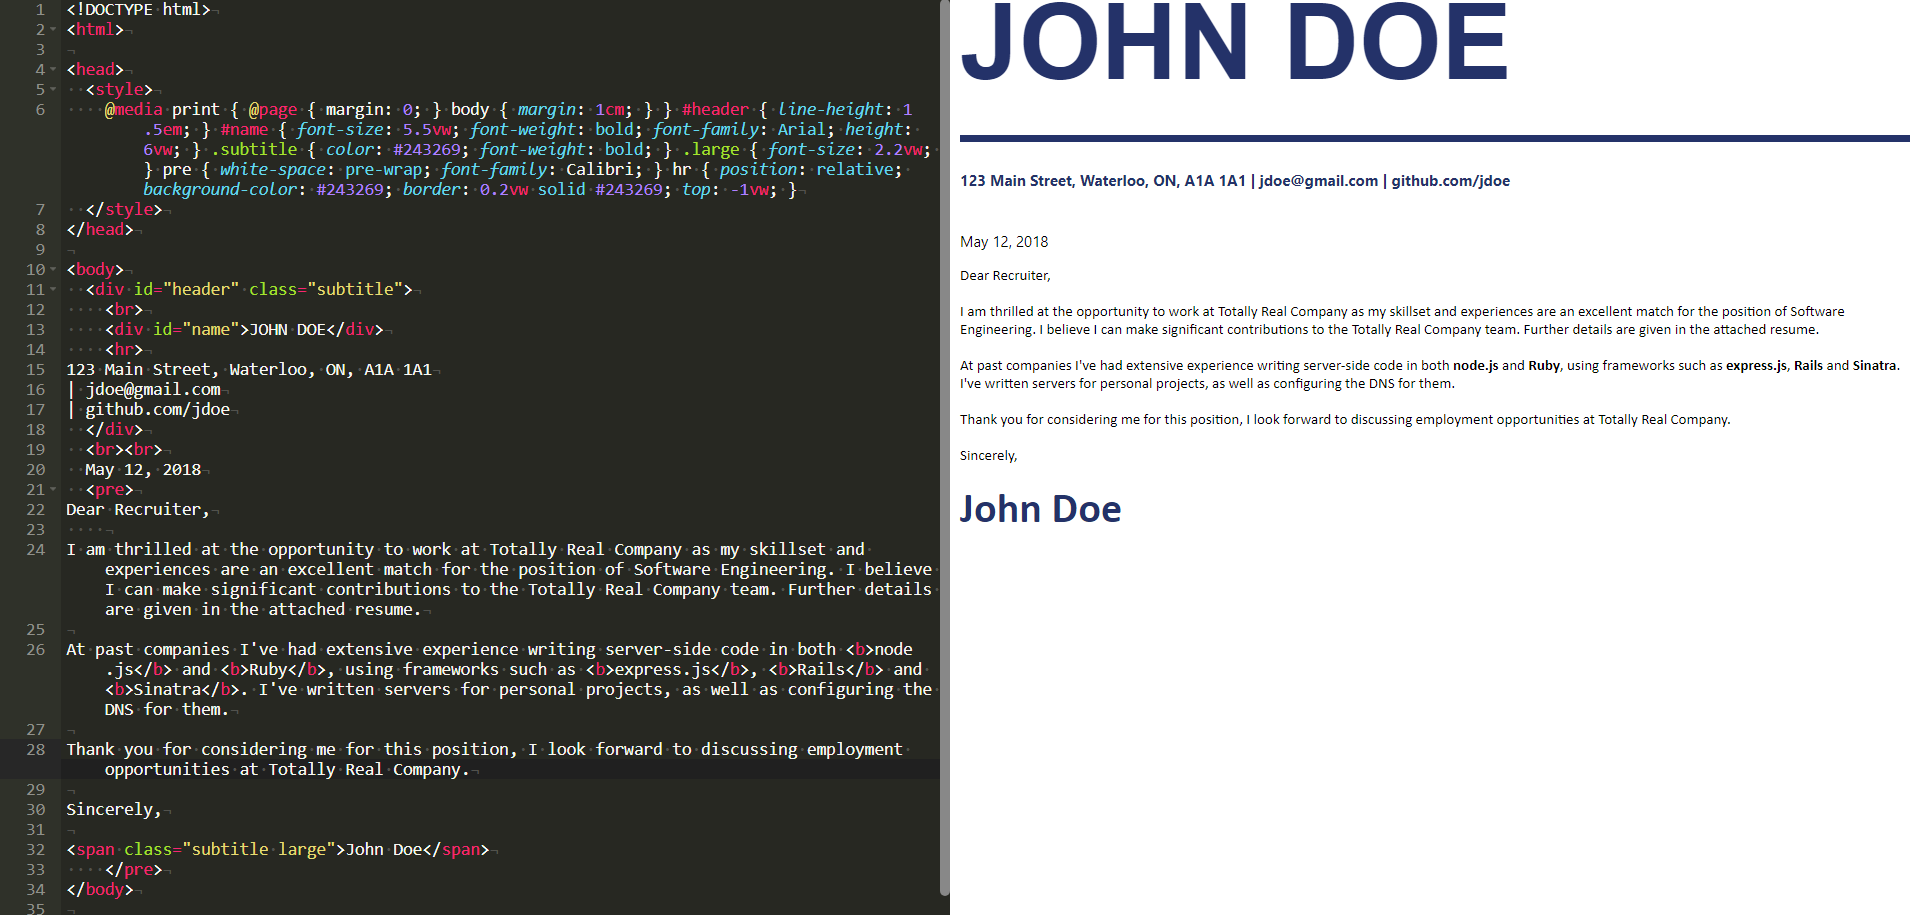 1 <!DOCTYPE html>
2 <html>
3
4 <head>
5 <style>
6 @media print { @page { margin: 0; } body { margin: 1cm; } } #header { line-height: 1
.5em; } #name { font-size: 5.5vw; font-weight: bold; font-family: Arial; height:
6vw; } .subtitle { color: #243269; font-weight: bold; } .large { font-size: 2.2vw;
} pre { white-space: pre-wrap; font-family: Calibri; } hr { position: relative;
background-color: #243269; border: 0.2vw solid #243269; top: -1vw; }
7 </style>
8 </head>
9
10 <body>
11 <div id="header" class="subtitle">
12 <br>
13 <div id="name">JOHN DOE</div>
14 <hr>
15 123 Main Street, Waterloo, ON, A1A 1A1
16 | jdoe@gmail.com
17 | github.com/jdoe
18 </div>
19 <br><br>
20 May 12, 2018
21 <pre>
22 Dear Recruiter,
23
24 I am thrilled at the opportunity to work at Totally Real Company as my skillset and
experiences are an excellent match for the position of Software Engineering. I believe
I can make significant contributions to the Totally Real Company team. Further details
are given in the attached resume.
25
26 At past companies I've had extensive experience writing server-side code in both <b>node
.js</b> and <b>Ruby</b>, using frameworks such as <b>express.js</b>, <b>Rails</b> and
<b>Sinatra</b>. I've written servers for personal projects, as well as configuring the
DNS for them.
27
28 Thank you for considering me for this position, I look forward to discussing employment
opportunities at Totally Real Company.
29
30 Sincerely,
31
32 <span class="subtitle large">John Doe</span>
33 </pre>
34 </body>
35
JOHN DOE
123 Main Street, Waterloo, ON, A1A 1A1 | jdoe@gmail.com | github.com/jdoe
May 12, 2018
Dear Recruiter,
I am thrilled at the opportunity to work at Totally Real Company as my skillset and experiences are an excellent match for the position of Software
Engineering. I believe I can make significant contributions to the Totally Real Company team. Further details are given in the attached resume.
At past companies I've had extensive experience writing server-side code in both node.js and Ruby, using frameworks such as express.js, Rails and Sinatra.
I've written servers for personal projects, as well as configuring the DNS for them.
Thank you for considering me for this position, I look forward to discussing employment opportunities at Totally Real Company.
Sincerely,
John Doe